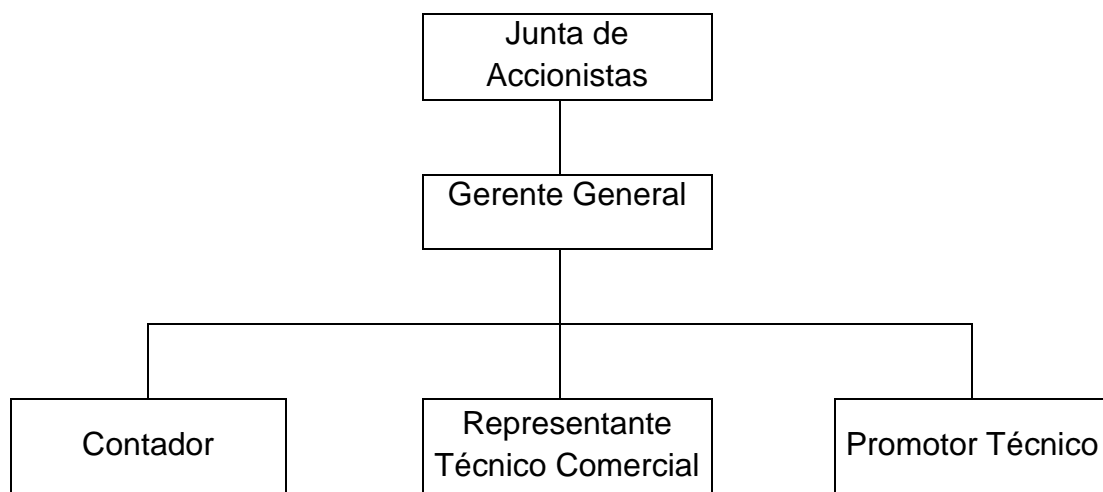 Junta de
Accionistas
Gerente General
Contador
Representante
Técnico Comercial
Promotor Técnico